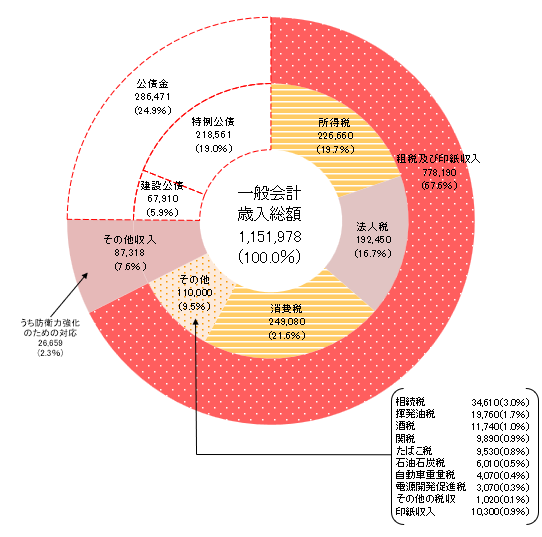 公債金
286,471
(24.9%)
特例公債
218,561
(19.0%)
建設公債
67,910
(5.9%)
所得税
226,660
(19.7%)
租税及び印紙収入
778,190
(67.6%)
一般会計
歳入総額
1,151,978
(100.0%)
法人税
192,450
(16.7%)
その他収入
87,318
(7.6%)
その他
110,000
(9.5%)
消費税
249,080
(21.6%)
うち防衛力強化
のための対応
26,659
(2.3%)
相続税 34,610(3.0%)
揮発油税 19,760(1.7%)
酒税 11,740(1.0%)
関税 9,890(0.9%)
たばこ税 9,530(0.8%)
石油石炭税 6,010(0.5%)
自動車重量税 4,070(0.4%)
電源開発促進税 3,070(0.3%)
その他の税収 1,020(0.1%)
印紙収入 10,300(0.9%)